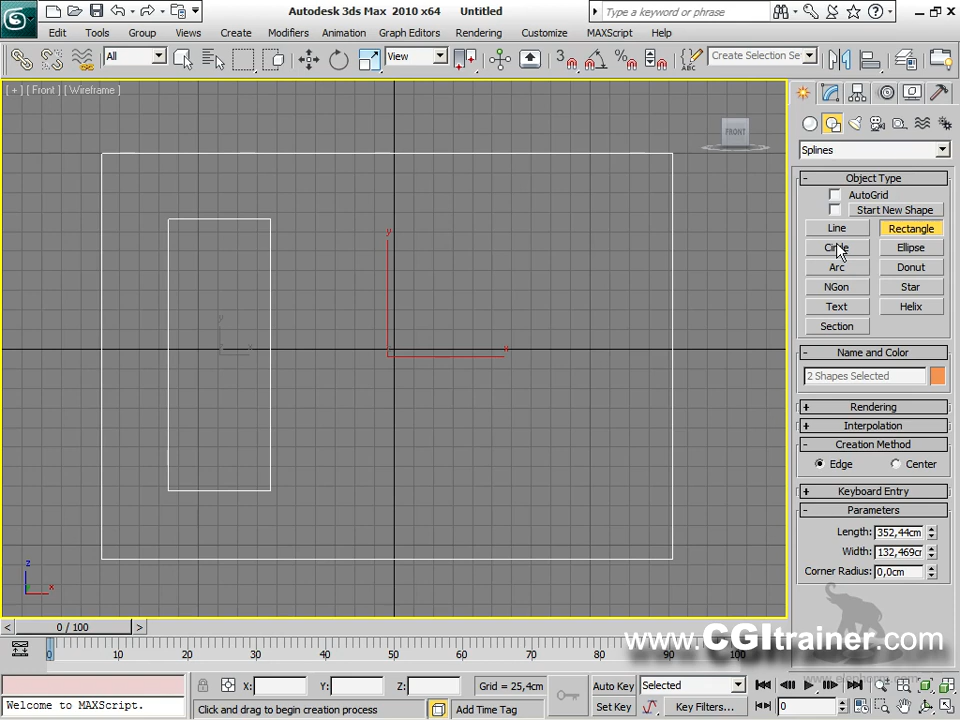 Autodesk 3ds Max 2010 x64 Untitled
Type a keyword or phrase
Edit Tools Group Views Create Modifiers Animation Graph Editors Rendering Customize MAXScript Help
All
View
3
Create Selection Se
[ + ] [ Front ] [ Wireframe ]
FRONT
Splines
- Object Type
AutoGrid
Start New Shape
Line Rectangle
Circle Ellipse
Arc Donut
NGon Star
Text Helix
Section
- Name and Color
2 Shapes Selected
+ Rendering
+ Interpolation
- Creation Method
Edge Center
+ Keyboard Entry
- Parameters
Length: 352,44cm
Width: 132,469cr
Corner Radius: 0,0cm
y
x
y
z
x
< 0 / 100 >
0 10 20 30 40 50 60 70 80 90
www.CGItrainer.com
X: Y: Z: Grid = 25,4cm
Auto Key Selected
Welcome to MAXScript.
Click and drag to begin creation process
Add Time Tag
Set Key Key Filters...
0